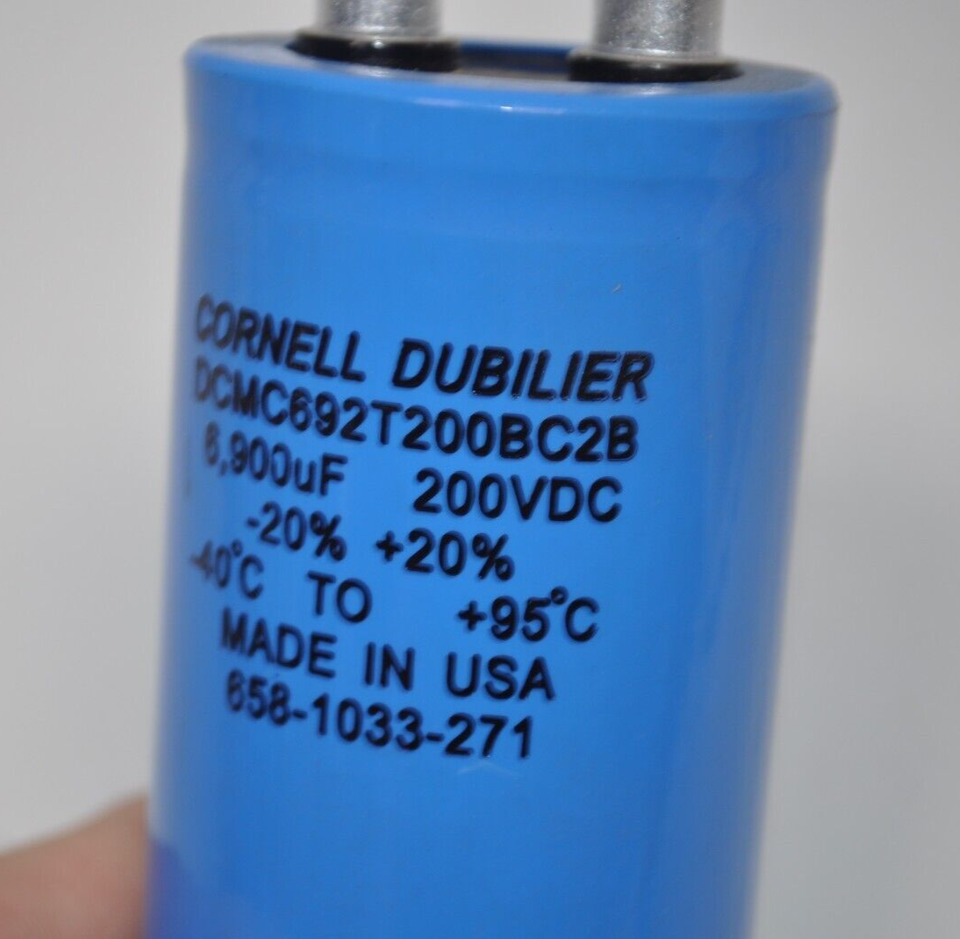 CORNELL DUBILIER
DCMC692T200BC2B
6,900uF 200VDC
-20% +20%
-40°C TO +95°C
MADE IN USA
658-1033-271